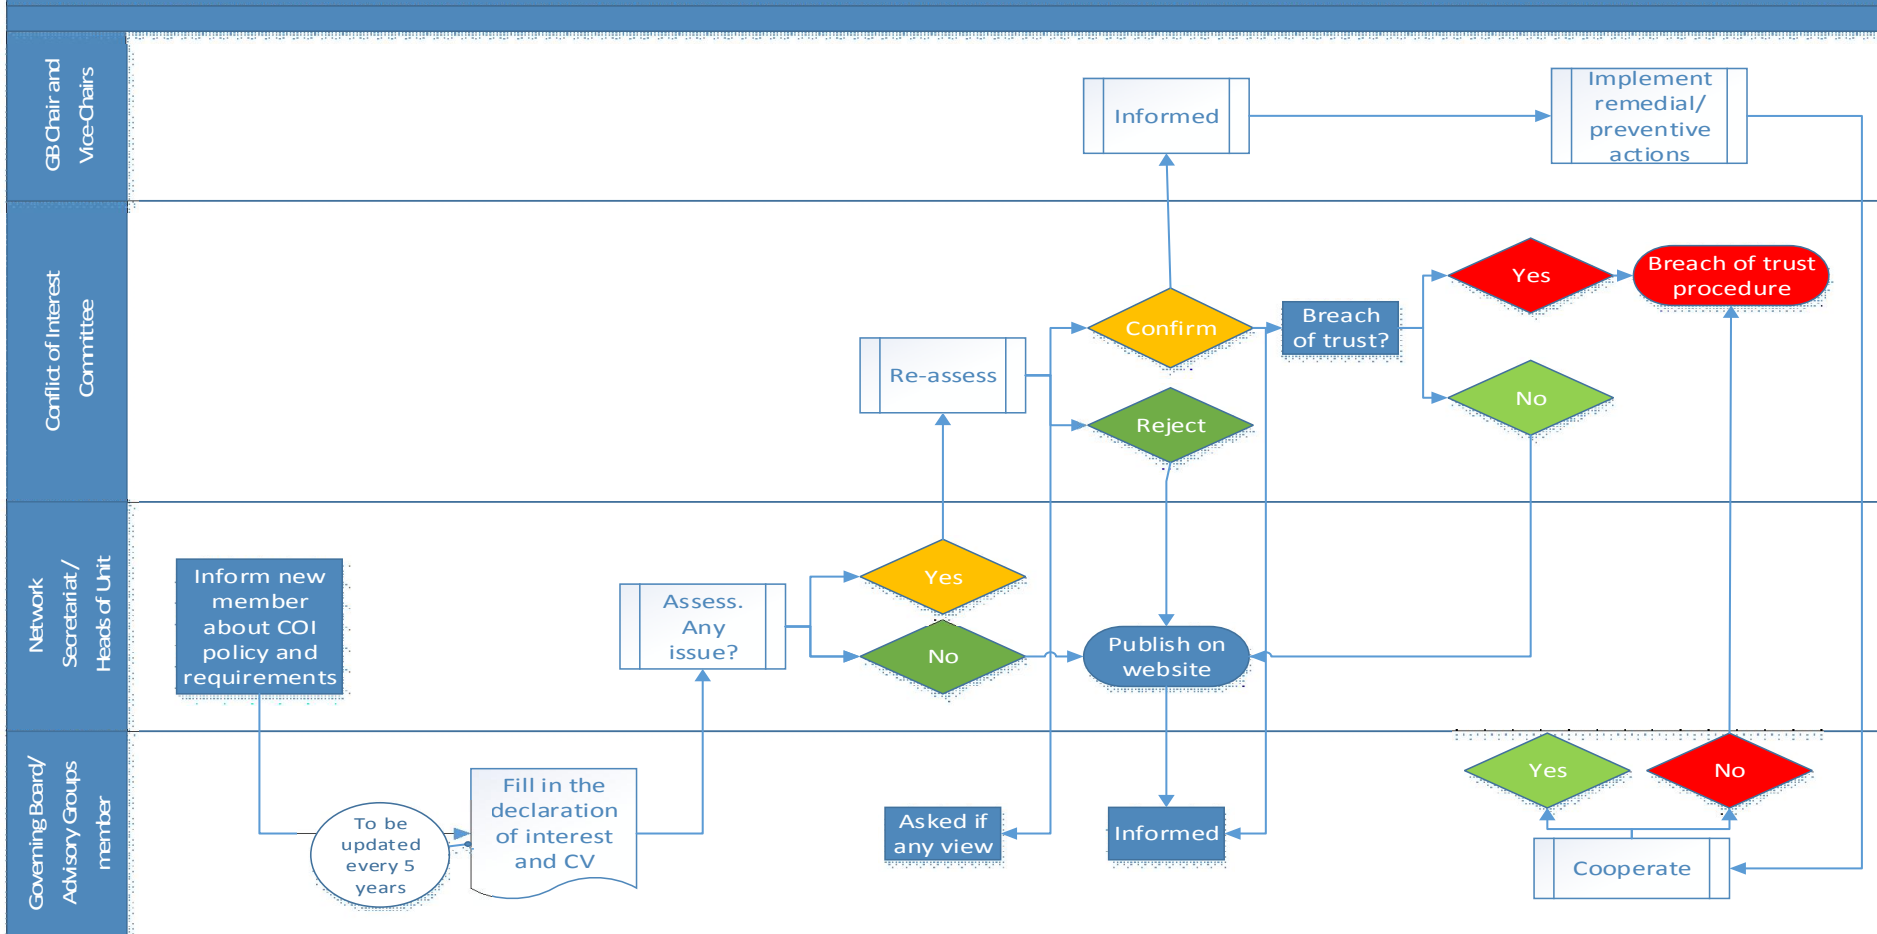 GB Chair and
Vice-Chairs
Informed
Implement
remedial/
preventive
actions
Conflict of Interest
Committee
Re-assess
Confirm
Reject
Breach
of trust?
Yes
No
Breach of trust
procedure
Network
Secretariat /
Heads of Unit
Inform new
member
about COI
policy and
requirements
Assess.
Any
issue?
Yes
No
Publish on
website
Governing Board/
Advisory Groups
member
To be
updated
every 5
years
Fill in the
declaration
of interest
and CV
Asked if
any view
Informed
Yes
No
Cooperate